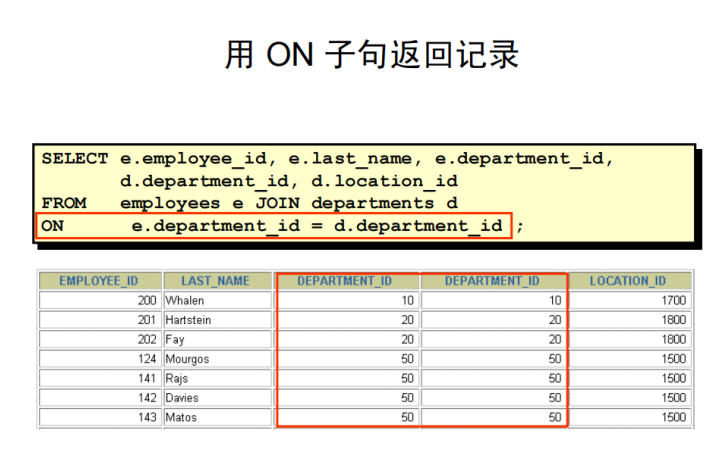 用 ON 子句返回记录
SELECT e.employee_id, e.last_name, e.department_id,
d.department_id, d.location_id
FROM employees e JOIN departments d
ON e.department_id = d.department_id ;
EMPLOYEE_ID LAST_NAME DEPARTMENT_ID DEPARTMENT_ID LOCATION_ID
200 Whalen 10 10 1700
201 Hartstein 20 20 1800
202 Fay 20 20 1800
124 Mourgos 50 50 1500
141 Rajs 50 50 1500
142 Davies 50 50 1500
143 Matos 50 50 1500